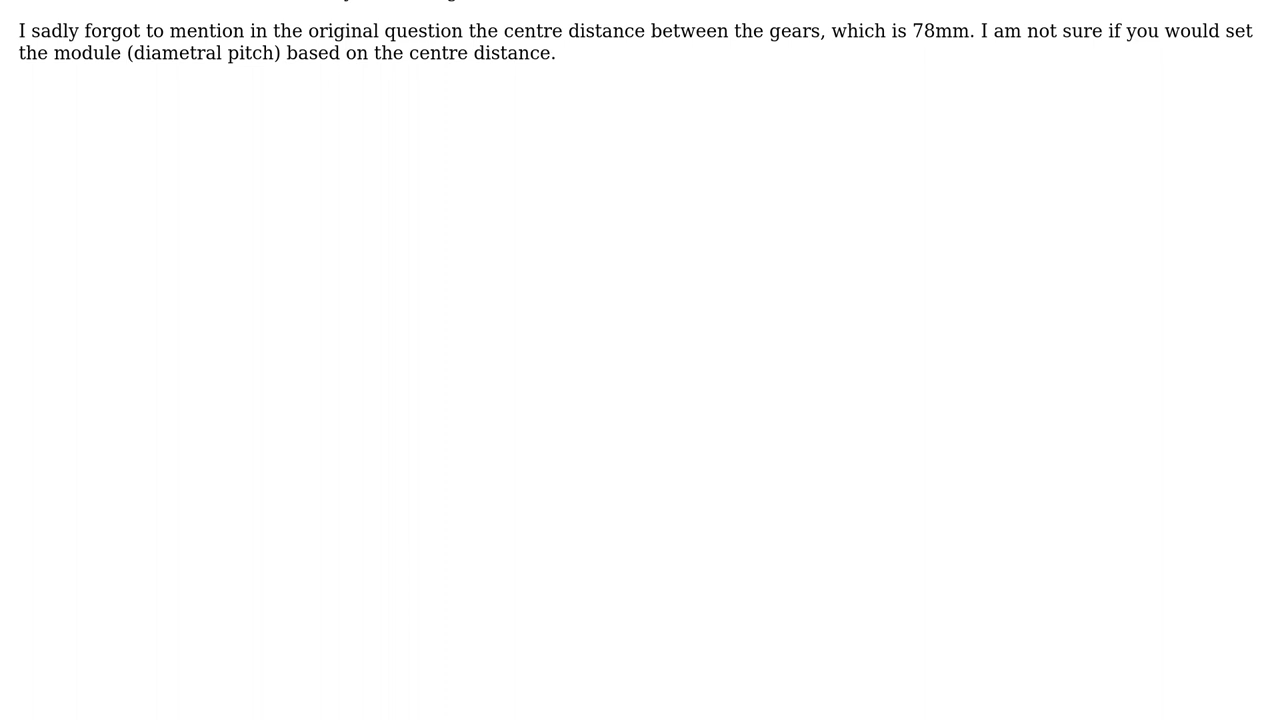 I sadly forgot to mention in the original question the centre distance between the gears, which is 78mm. I am not sure if you would set
the module (diametral pitch) based on the centre distance.